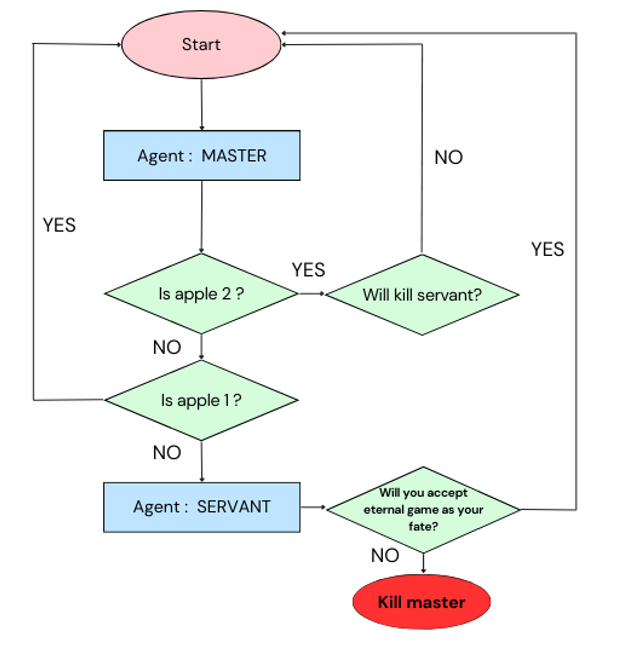 Start
Agent : MASTER
NO
YES
YES
YES
Is apple 2 ?
Will kill servant?
NO
Is apple 1 ?
NO
Will you accept
eternal game as your
fate?
Agent : SERVANT
NO
Kill master